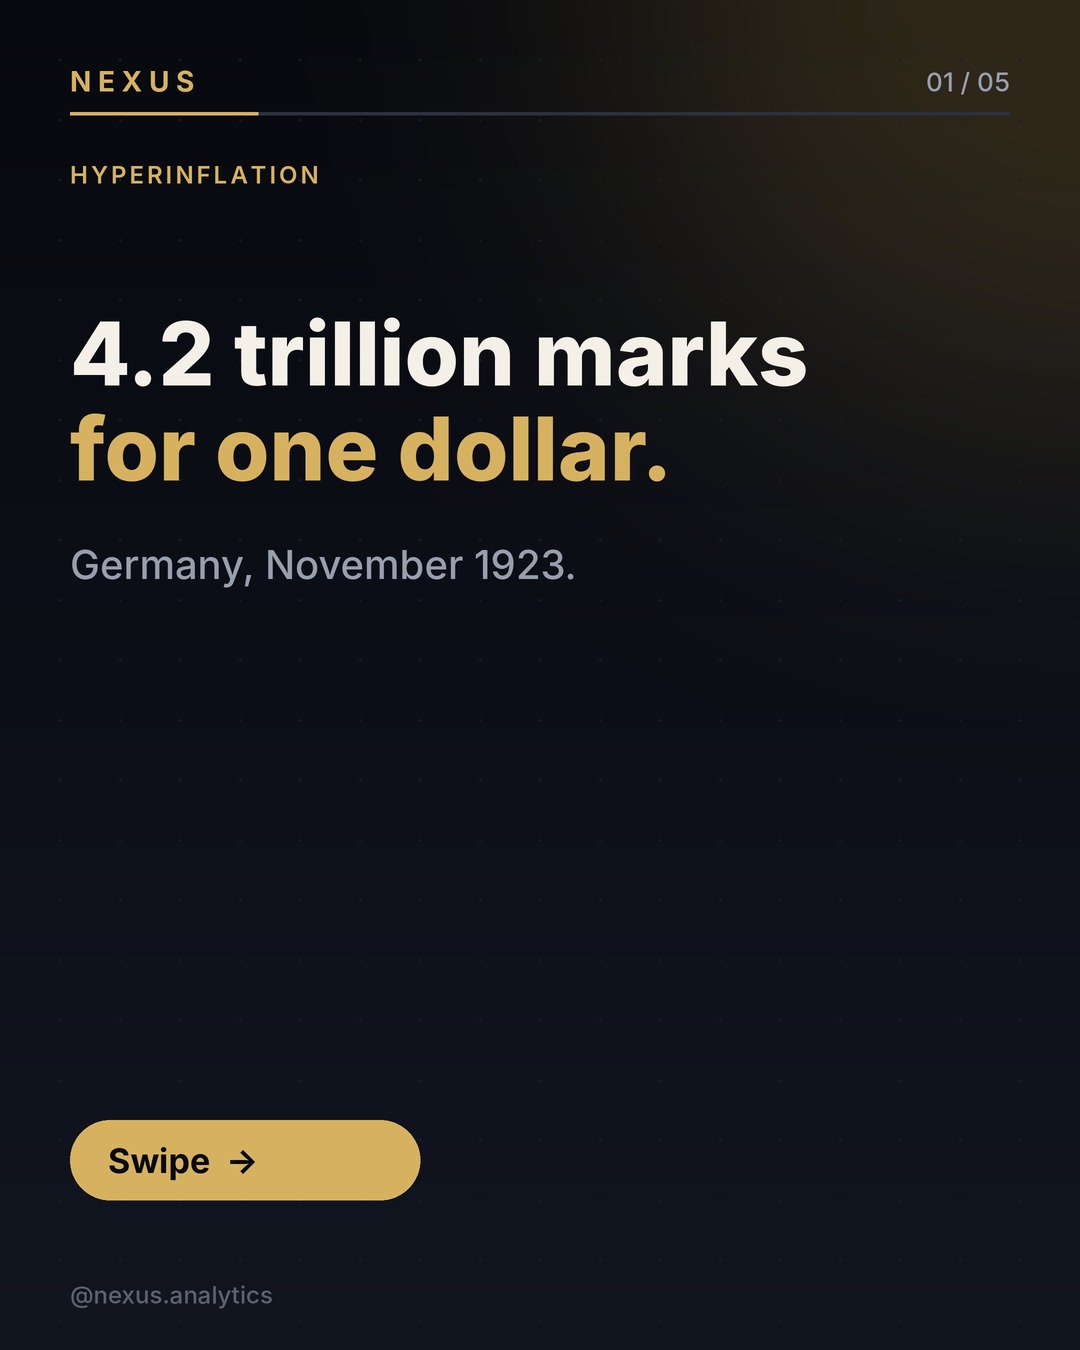 NEXUS
01 / 05
HYPERINFLATION
4.2 trillion marks
for one dollar.
Germany, November 1923.
Swipe →
@nexus.analytics